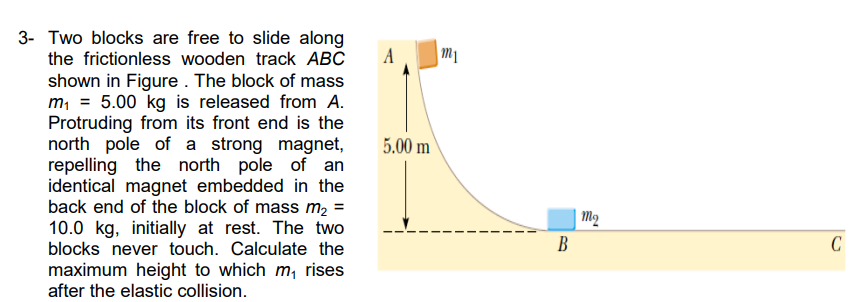 3- Two blocks are free to slide along
the frictionless wooden track ABC
shown in Figure . The block of mass
m₁ = 5.00 kg is released from A.
Protruding from its front end is the
north pole of a strong magnet,
repelling the north pole of an
identical magnet embedded in the
back end of the block of mass m₂ =
10.0 kg, initially at rest. The two
blocks never touch. Calculate the
maximum height to which m₁ rises
after the elastic collision.
A
m₁
5.00 m
m₂
B
C